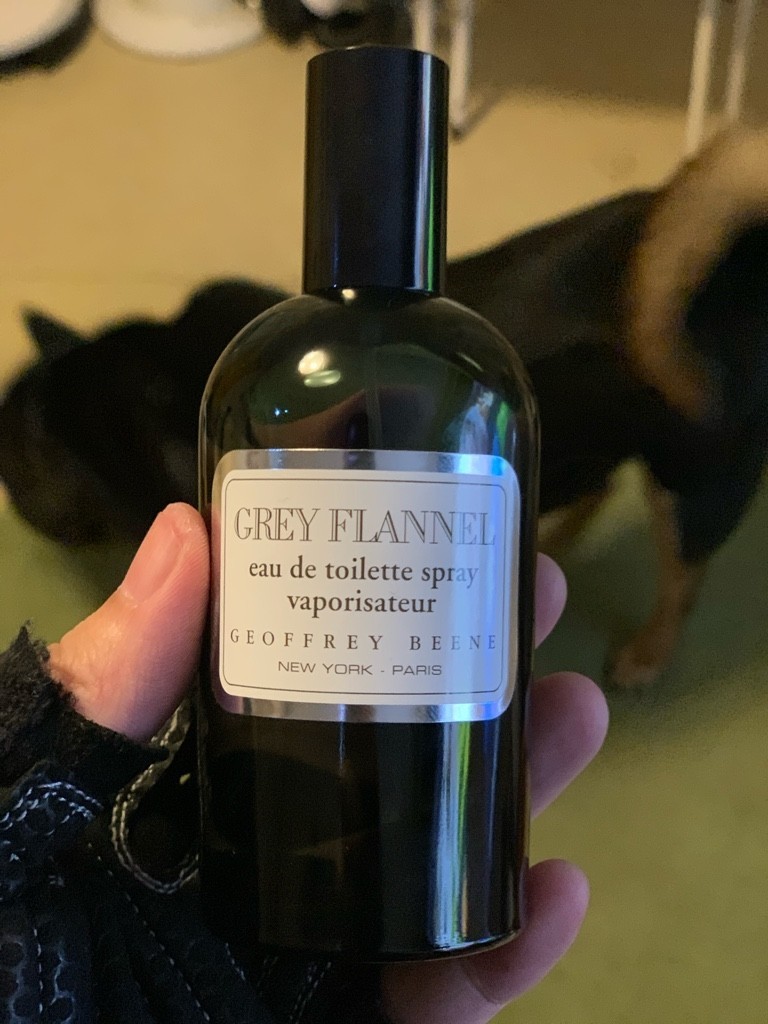 GREY FLANNEL
eau de toilette spray
vaporisateur
GEOFFREY BEENE
NEW YORK - PARIS